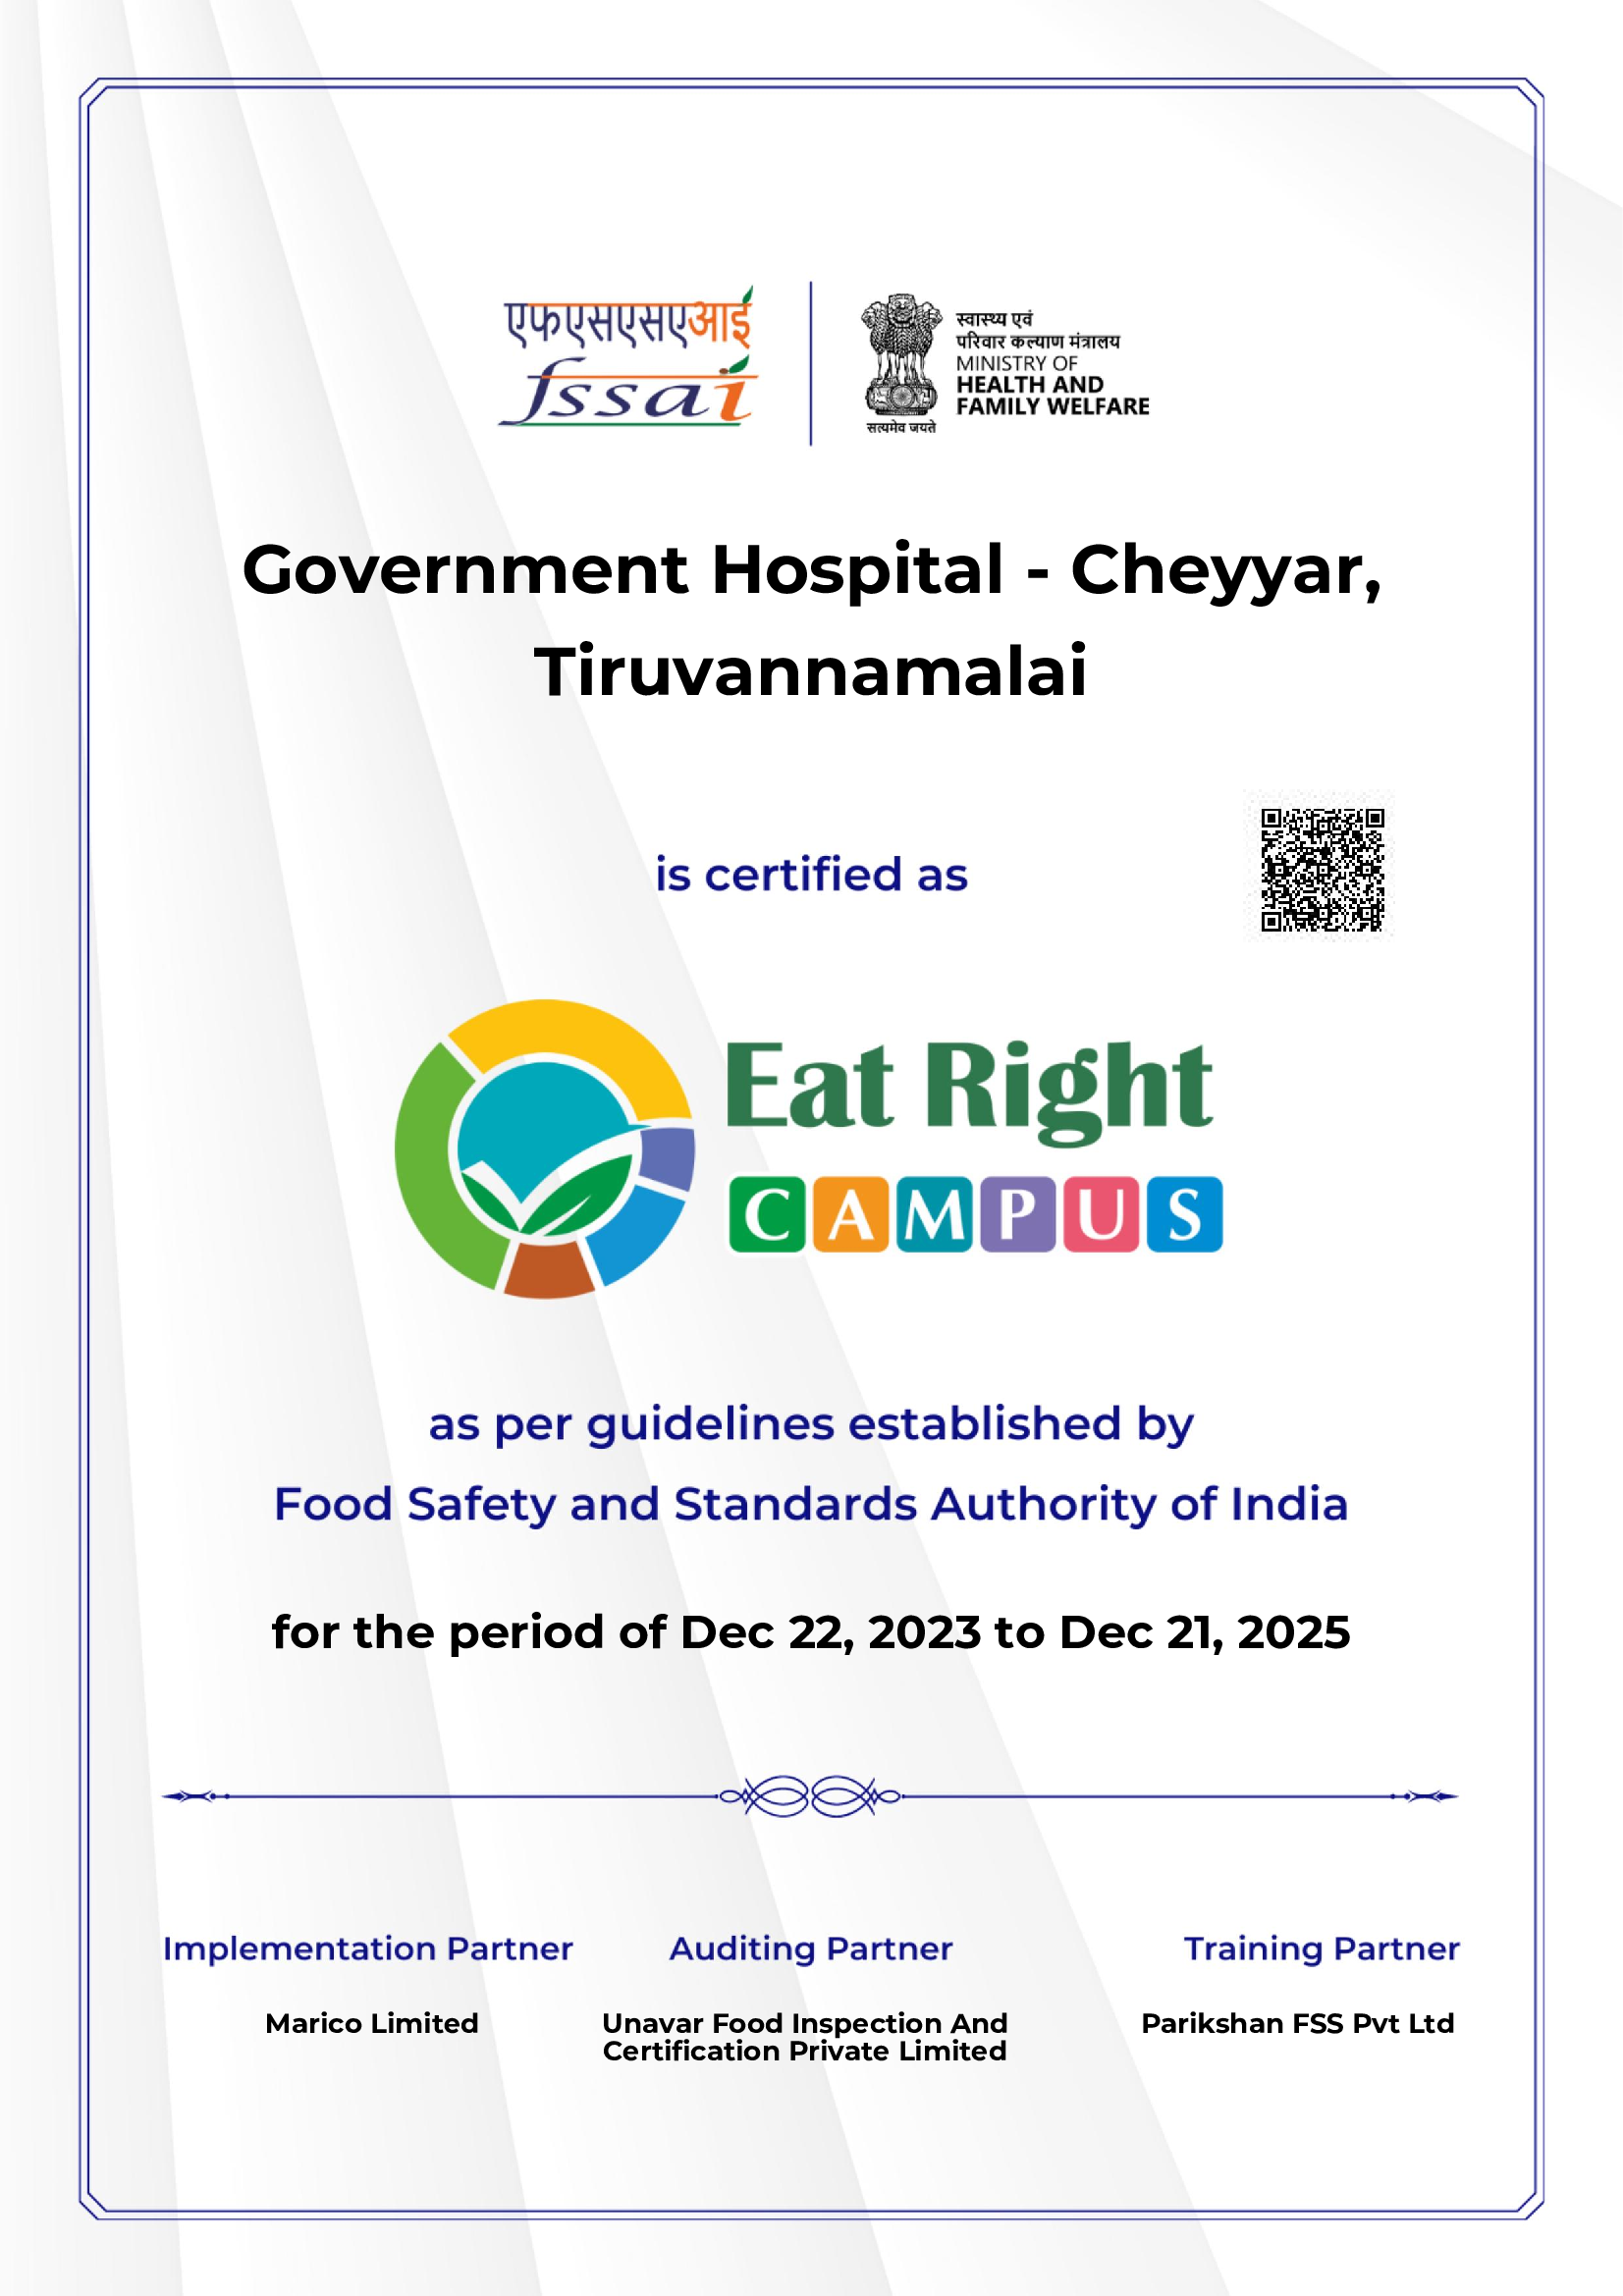 एफएसएसएआई
fssai
सत्यमेव जयते
स्वास्थ्य एवं
परिवार कल्याण मंत्रालय
MINISTRY OF
HEALTH AND
FAMILY WELFARE
Government Hospital - Cheyyar,
Tiruvannamalai
is certified as
Eat Right
CAMPUS
as per guidelines established by
Food Safety and Standards Authority of India
for the period of Dec 22, 2023 to Dec 21, 2025
Implementation Partner
Marico Limited
Auditing Partner
Unavar Food Inspection And
Certification Private Limited
Training Partner
Parikshan FSS Pvt Ltd